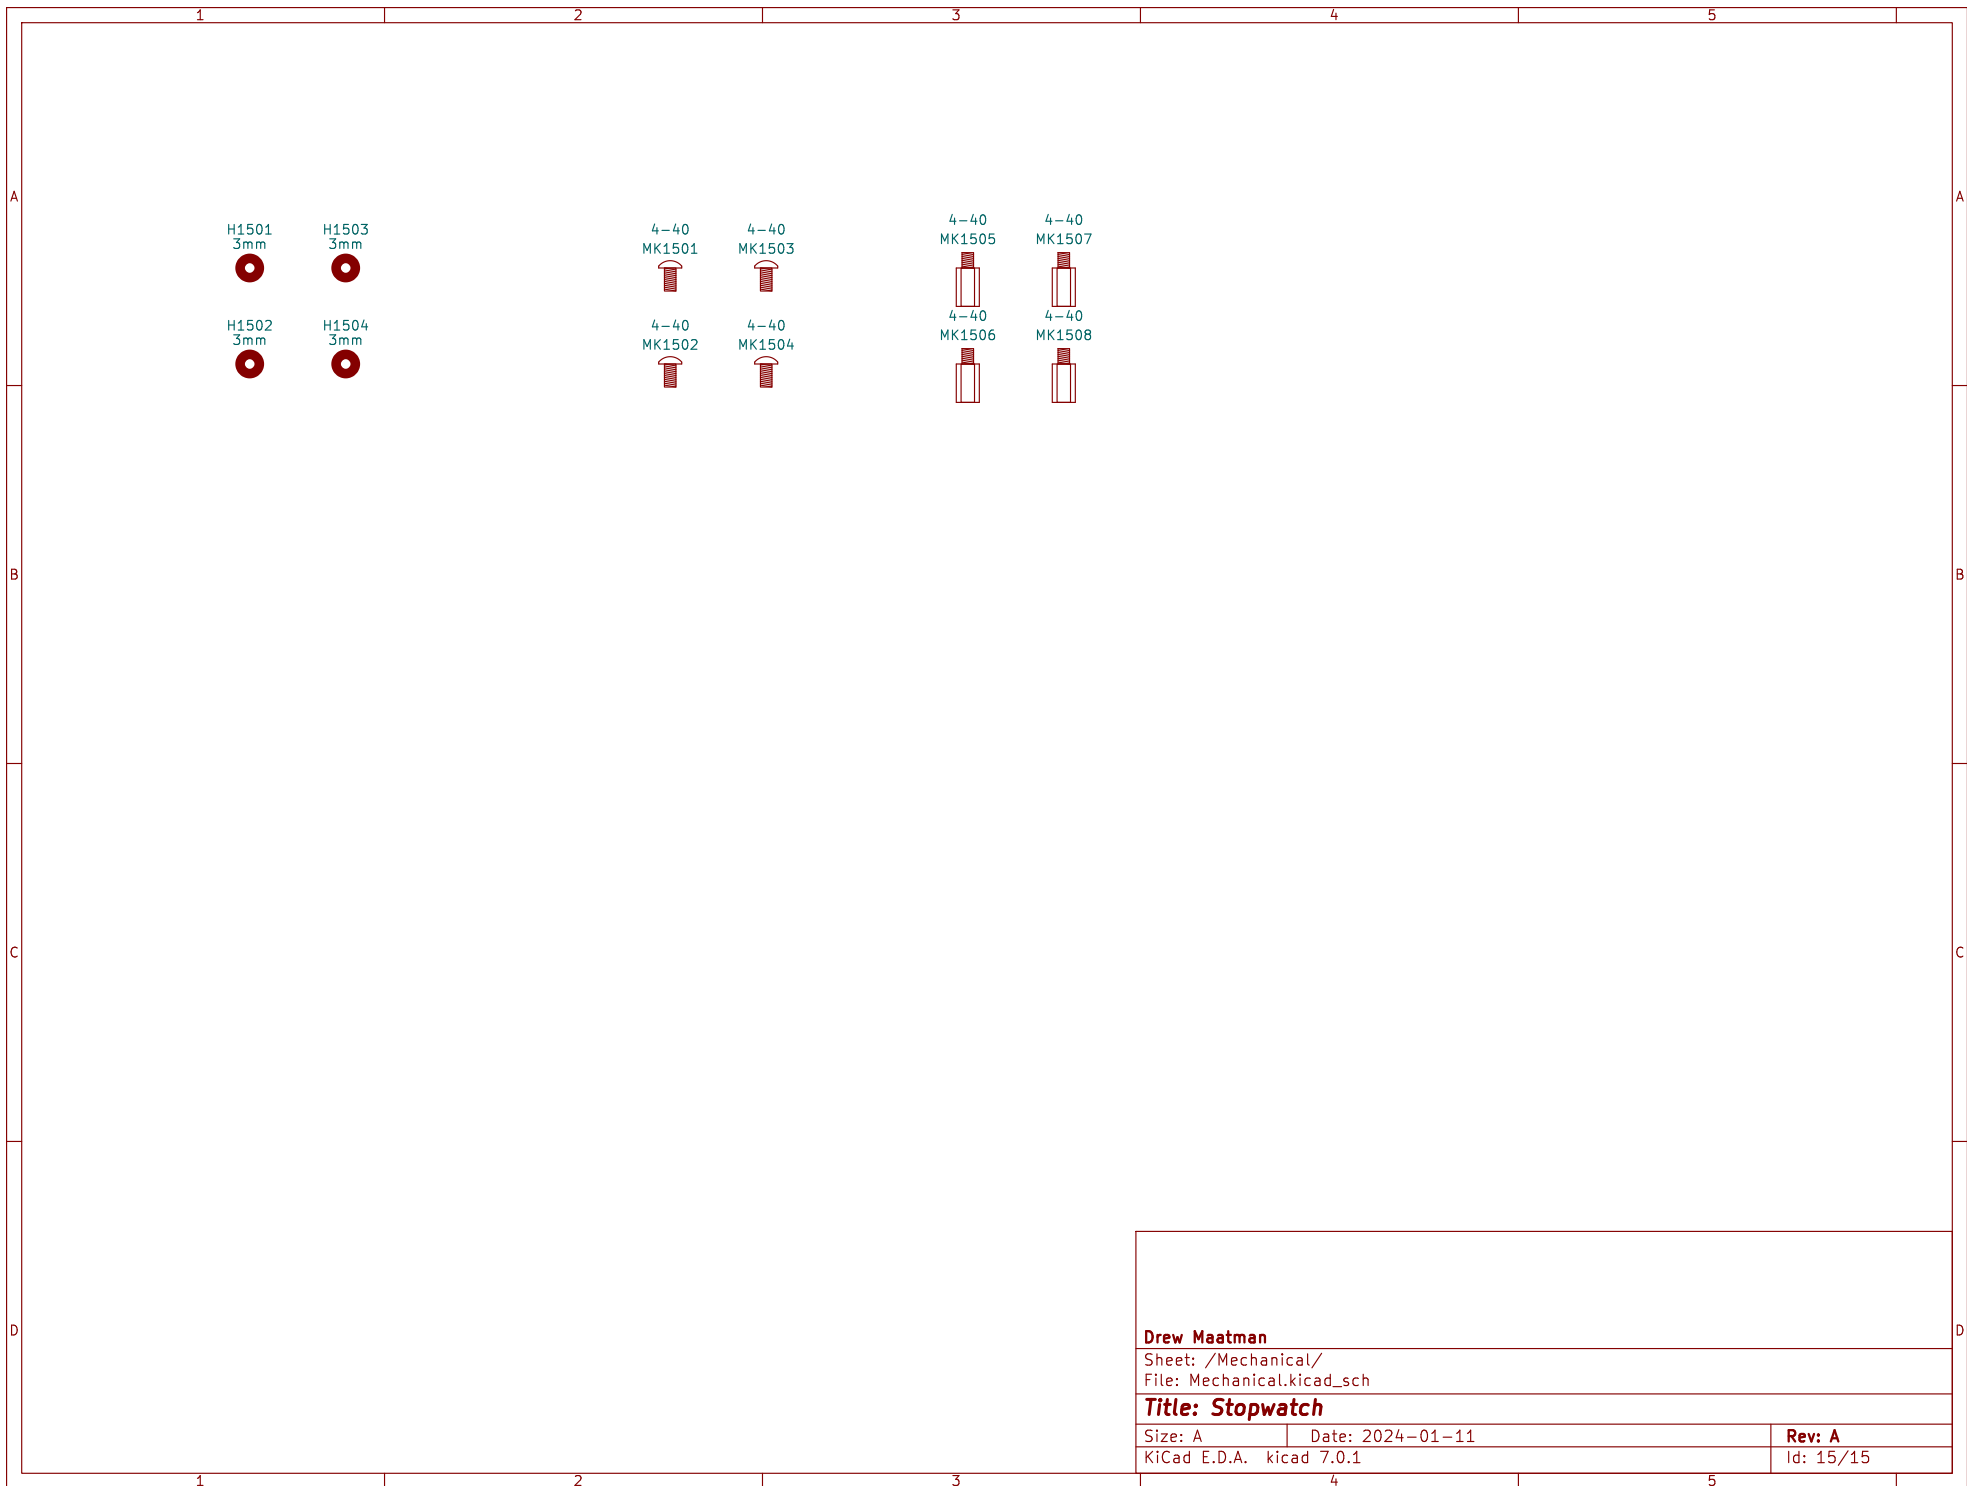 1 2 3 4 5
A A
H1501 H1503
3mm 3mm
4-40 4-40
MK1501 MK1503
4-40 4-40
MK1505 MK1507
H1502 H1504
3mm 3mm
4-40 4-40
MK1502 MK1504
4-40 4-40
MK1506 MK1508
B B
C C
D D
Drew Maatman
Sheet: /Mechanical/
File: Mechanical.kicad_sch
Title: Stopwatch
Size: A Date: 2024-01-11 Rev: A
KiCad E.D.A. kicad 7.0.1 Id: 15/15
1 2 3 4 5